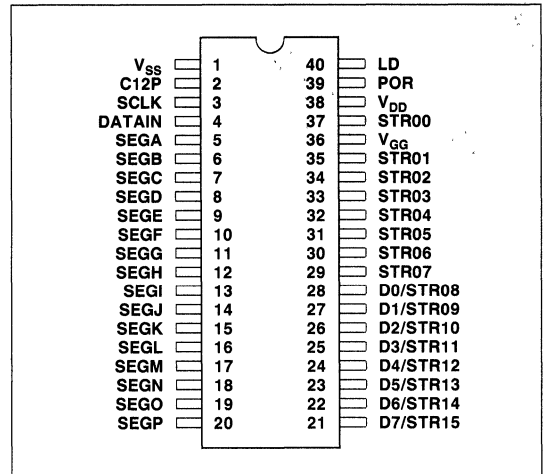 V_SS 1 40 LD
C12P 2 39 POR
SCLK 3 38 V_DD
DATAIN 4 37 STR00
SEGA 5 36 V_GG
SEGB 6 35 STR01
SEGC 7 34 STR02
SEGD 8 33 STR03
SEGE 9 32 STR04
SEGF 10 31 STR05
SEGG 11 30 STR06
SEGH 12 29 STR07
SEGI 13 28 D0/STR08
SEGJ 14 27 D1/STR09
SEGK 15 26 D2/STR10
SEGL 16 25 D3/STR11
SEGM 17 24 D4/STR12
SEGN 18 23 D5/STR13
SEGO 19 22 D6/STR14
SEGP 20 21 D7/STR15